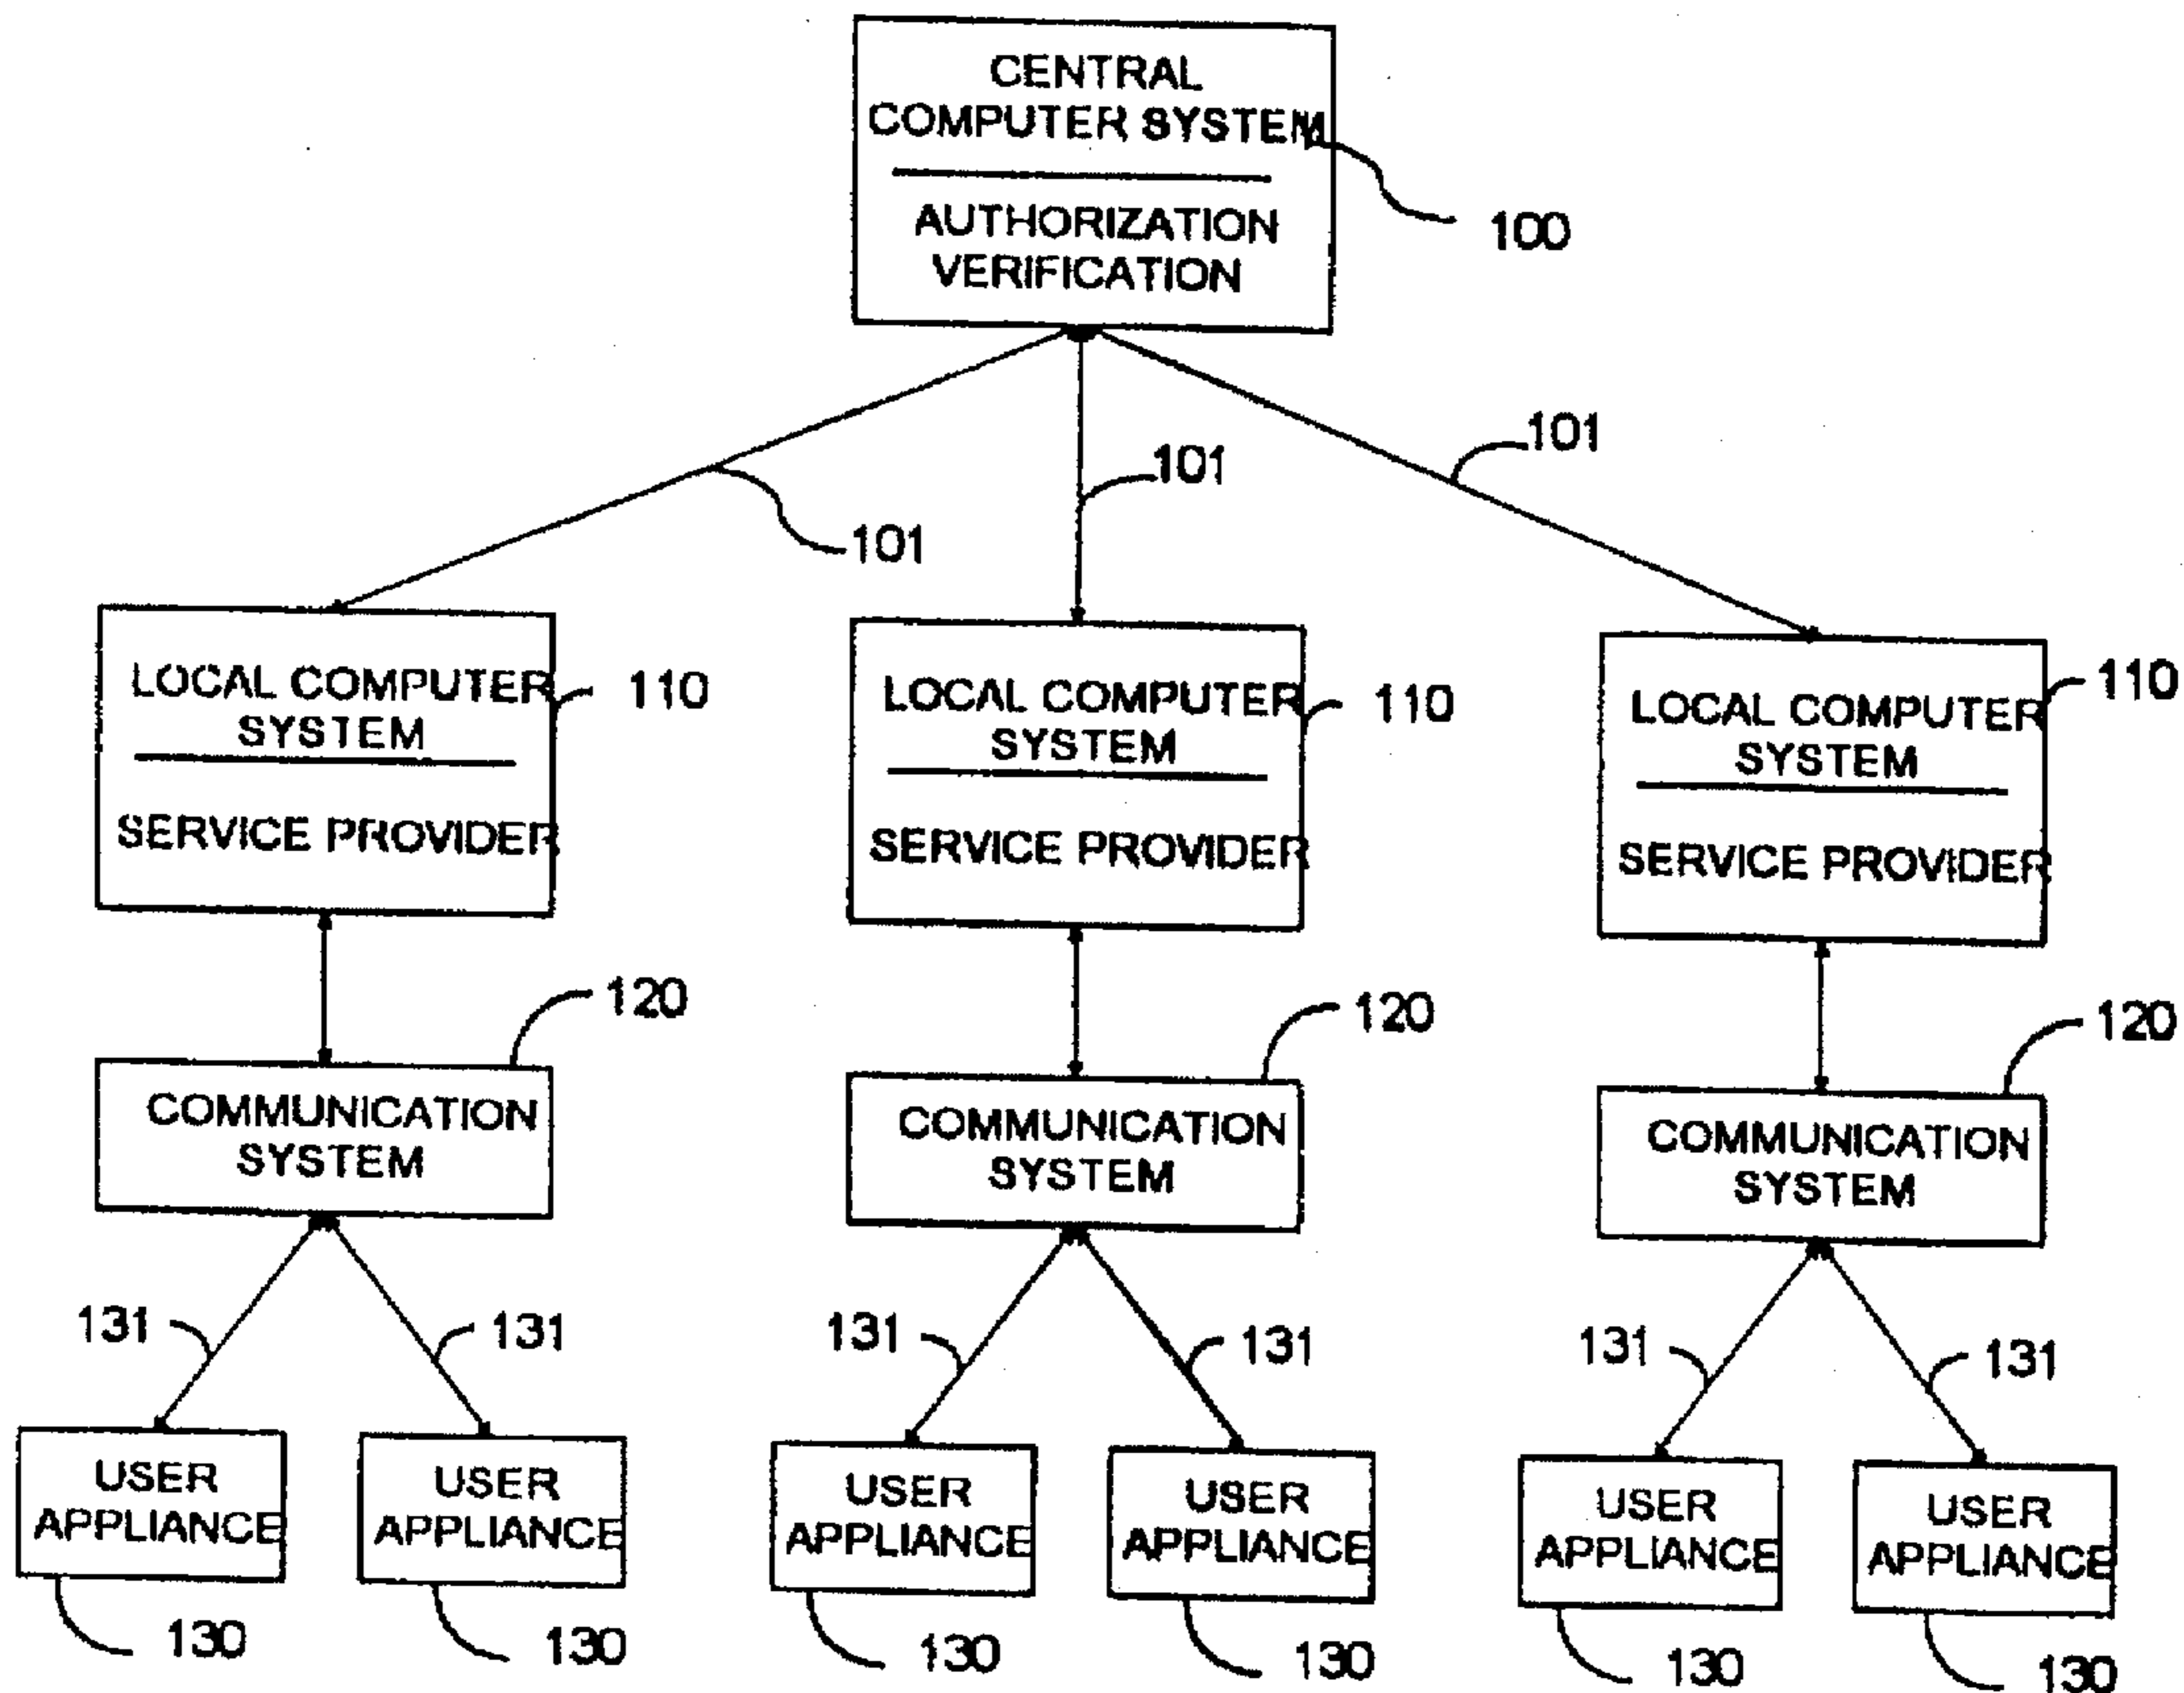 CENTRAL
COMPUTER SYSTEM
AUTHORIZATION
VERIFICATION
100
101
101
101
LOCAL COMPUTER
SYSTEM
SERVICE PROVIDER
110
LOCAL COMPUTER
SYSTEM
SERVICE PROVIDER
110
LOCAL COMPUTER
SYSTEM
SERVICE PROVIDER
110
120
120
120
COMMUNICATION
SYSTEM
COMMUNICATION
SYSTEM
COMMUNICATION
SYSTEM
131
131
131
131
131
131
USER
APPLIANCE
USER
APPLIANCE
USER
APPLIANCE
USER
APPLIANCE
USER
APPLIANCE
USER
APPLIANCE
130
130
130
130
130
130